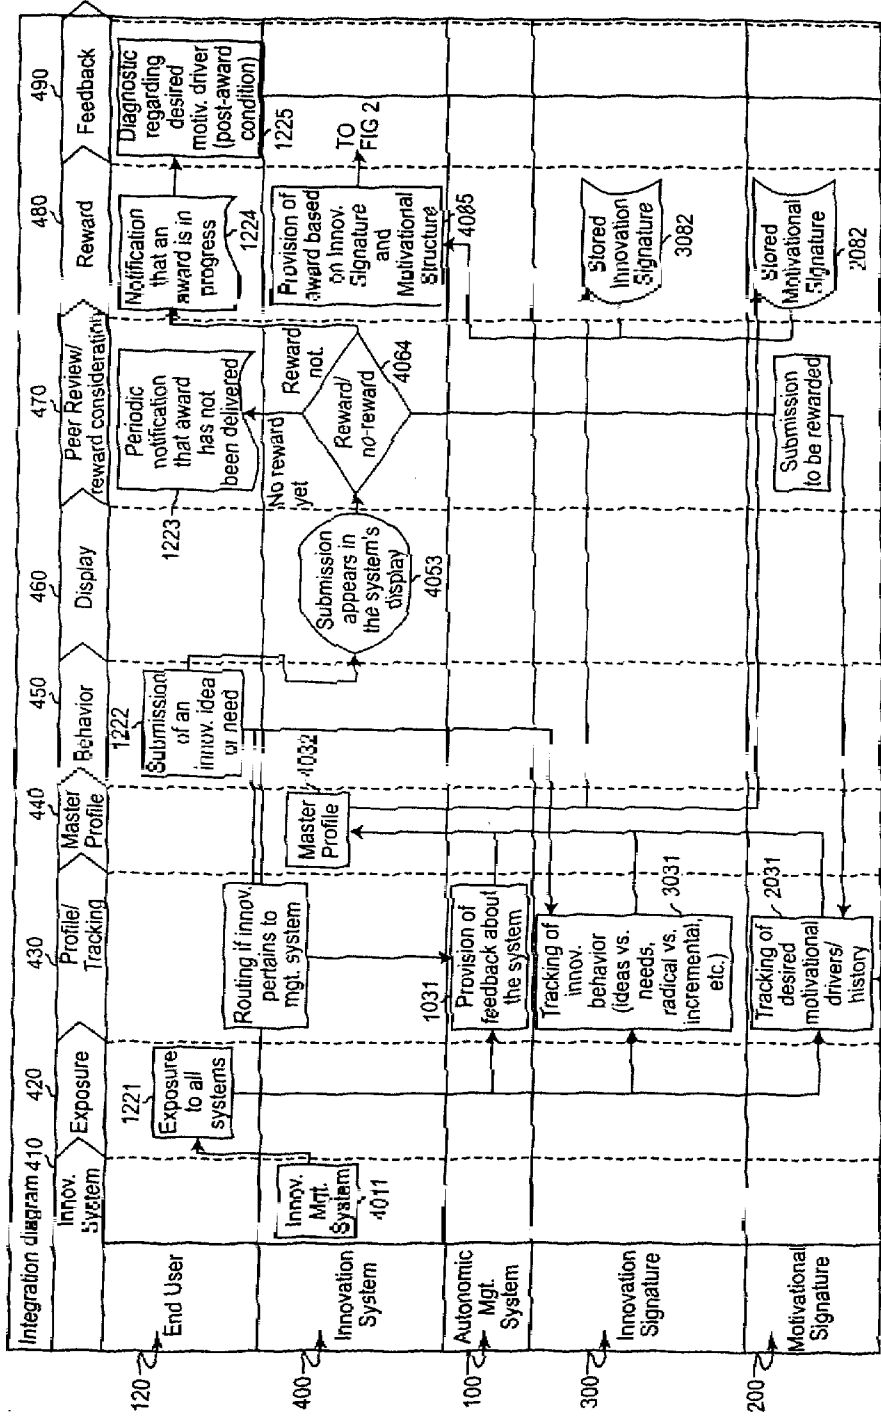 Integration diagram
410
420
430
440
450
460
470
480
490
Innov.
System
Exposure
Profile/
Tracking
Master
Profile
Behavior
Display
Peer Review/
reward consideration
Reward
Feedback
120
End User
1221
Exposure
to all
systems
1222
Submission
of an
innov. idea
or need
1223
Periodic
notification
that award
has not
been delivered
Notification
that an
award is in
progress
1224
Diagnostic
regarding
desired
motiv. driver
(post-award
condition)
1225
400
Innovation
System
Innov.
Mgt.
System
4011
Routing if innov.
pertains to
mgt. system
Master
Profile
4032
Submission
appears in
the system's
display
4053
No reward
yet
Reward/
no-reward
Reward not.
4064
Provision of
award based
on Innov.
Signature
and
Motivational
Structure
4085
TO
FIG 2
100
Autonomic
Mgt. System
1031
Provision of
feedback about
the system
300
Innovation
Signature
Tracking of
innov.
behavior
(ideas vs.
needs,
radical vs.
incremental,
etc.)
3031
Stored
Innovation
Signature
3082
200
Motivational
Signature
Tracking of
desired
motivational
drivers/
history
2031
Submission
to be rewarded
Stored
Motivational
Signature
2082